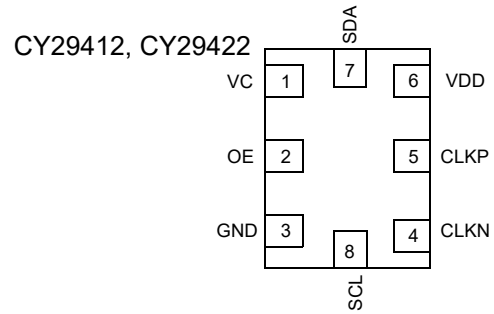 CY29412, CY29422
SDA
VC 1 7 6 VDD
OE 2 5 CLKP
GND 3 8 4 CLKN
SCL